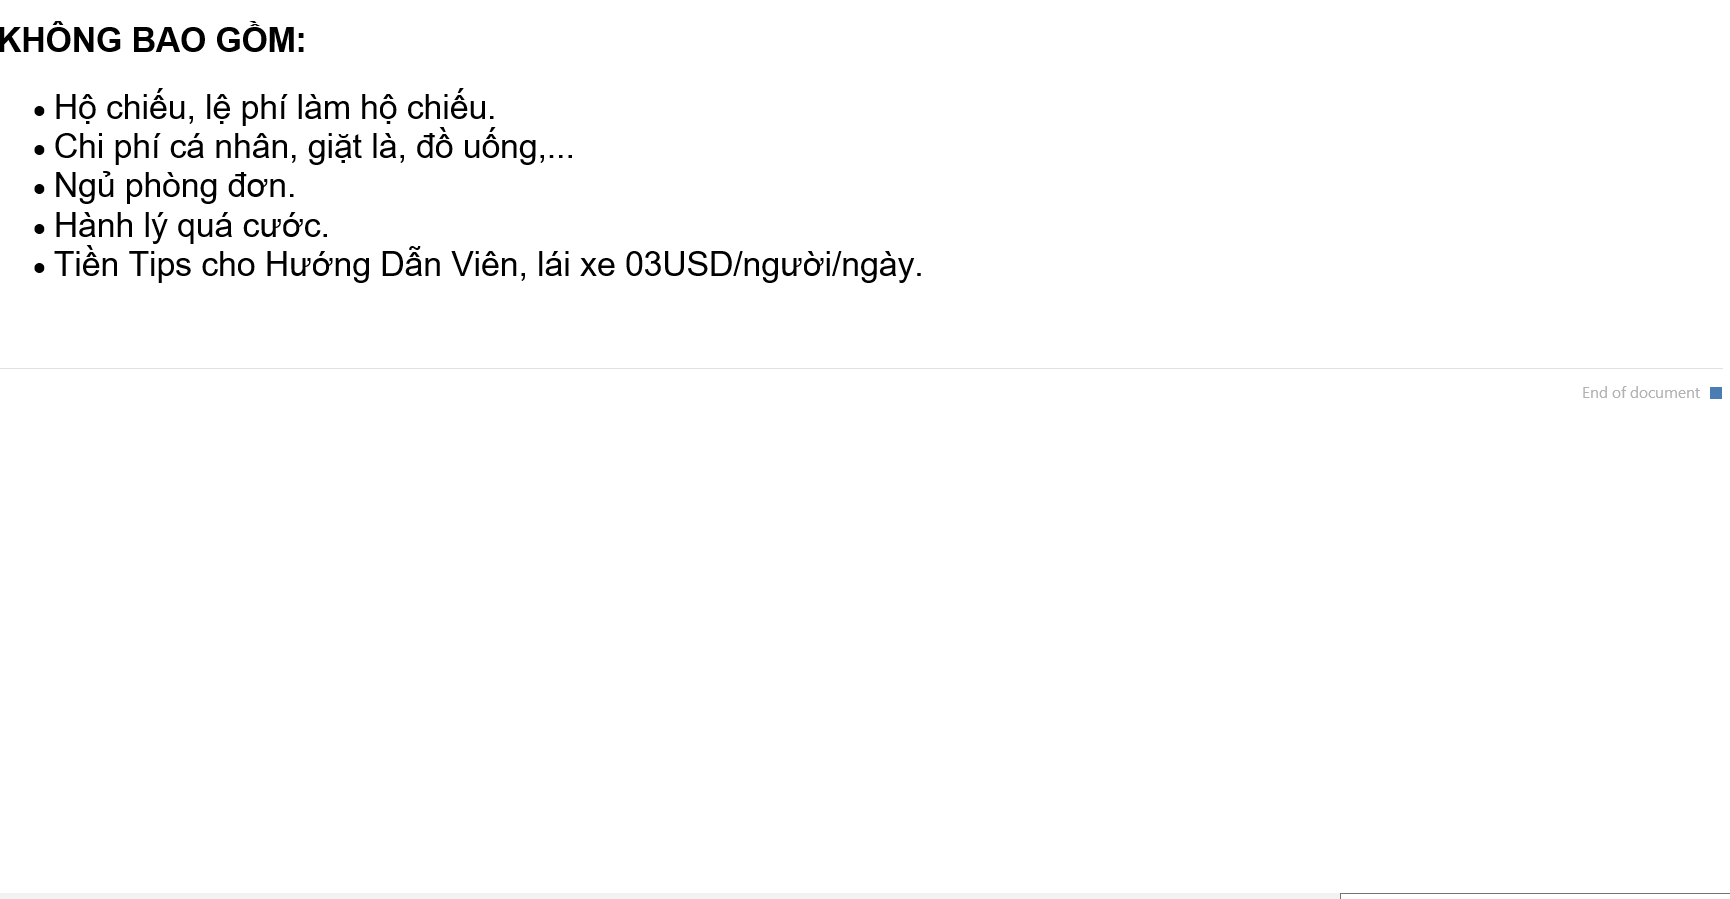 KHÔNG BAO GỒM:
• Hộ chiếu, lệ phí làm hộ chiếu.
• Chi phí cá nhân, giặt là, đồ uống,...
• Ngủ phòng đơn.
• Hành lý quá cước.
• Tiền Tips cho Hướng Dẫn Viên, lái xe 03USD/người/ngày.
End of document